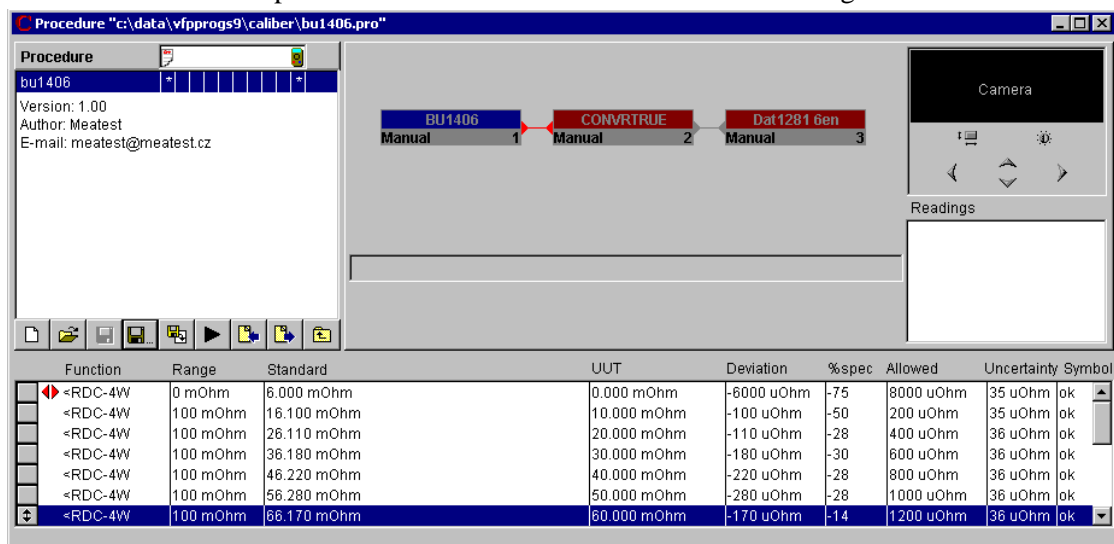 Procedure "c:\data\vfpprogs9\caliber\bu1406.pro"
Procedure
bu1406 * *
Version: 1.00
Author: Meatest
E-mail: meatest@meatest.cz
BU1406
Manual 1
CONVRTRUE
Manual 2
Dat1281 6en
Manual 3
Camera
Readings
Function Range Standard UUT Deviation %spec Allowed Uncertainty Symbol
<RDC-4W 0 mOhm 6.000 mOhm 0.000 mOhm -6000 uOhm -75 8000 uOhm 35 uOhm ok
<RDC-4W 100 mOhm 16.100 mOhm 10.000 mOhm -100 uOhm -50 200 uOhm 35 uOhm ok
<RDC-4W 100 mOhm 26.110 mOhm 20.000 mOhm -110 uOhm -28 400 uOhm 36 uOhm ok
<RDC-4W 100 mOhm 36.180 mOhm 30.000 mOhm -180 uOhm -30 600 uOhm 36 uOhm ok
<RDC-4W 100 mOhm 46.220 mOhm 40.000 mOhm -220 uOhm -28 800 uOhm 36 uOhm ok
<RDC-4W 100 mOhm 56.280 mOhm 50.000 mOhm -280 uOhm -28 1000 uOhm 36 uOhm ok
<RDC-4W 100 mOhm 66.170 mOhm 60.000 mOhm -170 uOhm -14 1200 uOhm 36 uOhm ok